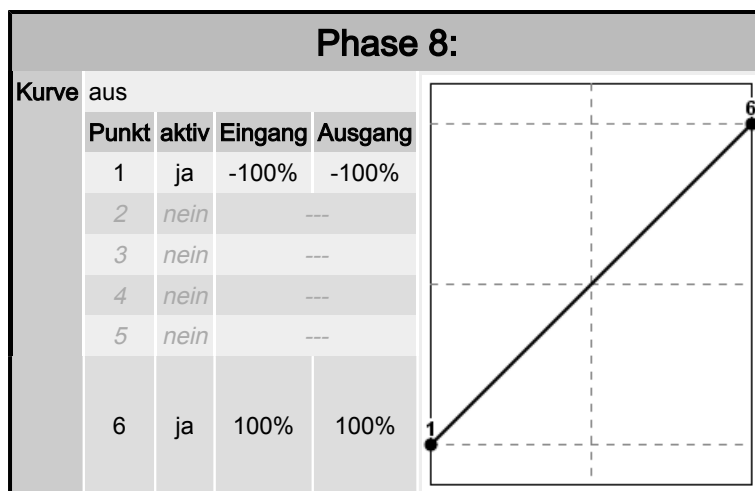 Phase 8:
Kurve aus
Punkt aktiv Eingang Ausgang
1 ja -100% -100%
2 nein ---
3 nein ---
4 nein ---
5 nein ---
6 ja 100% 100%
6
1